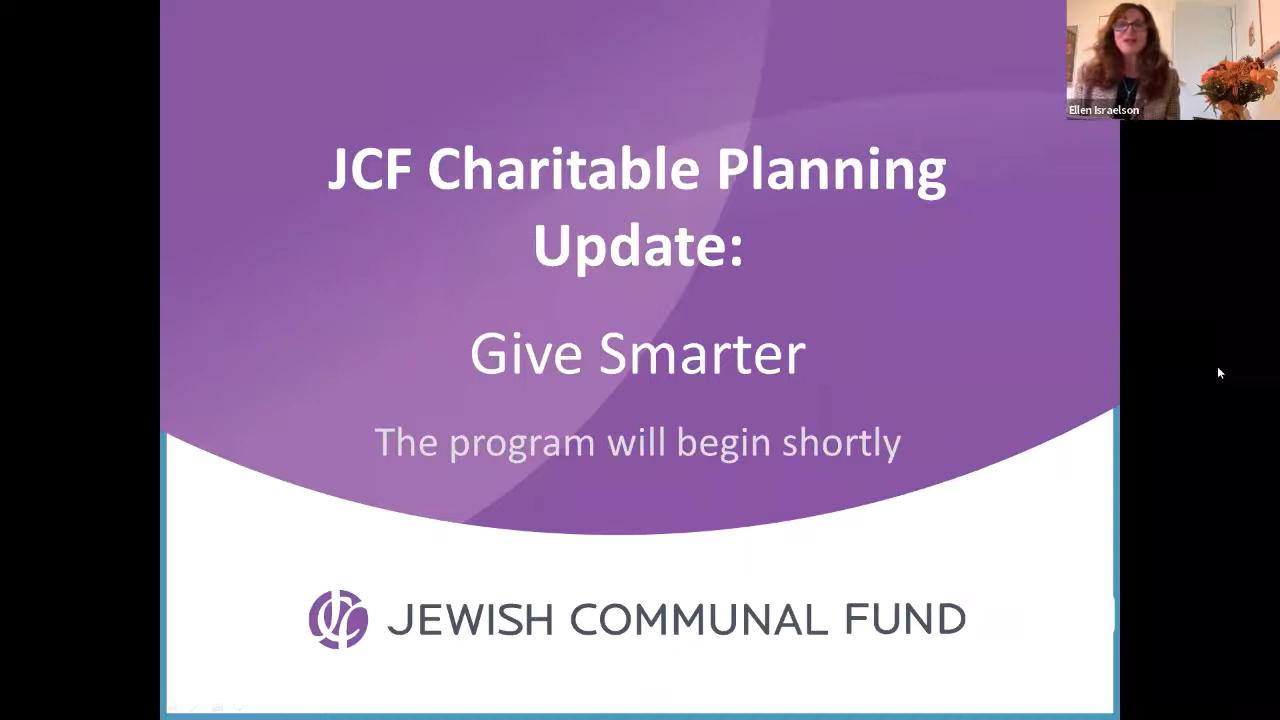 Ellen Israelson
JCF Charitable Planning
Update:
Give Smarter
The program will begin shortly
JEWISH COMMUNAL FUND